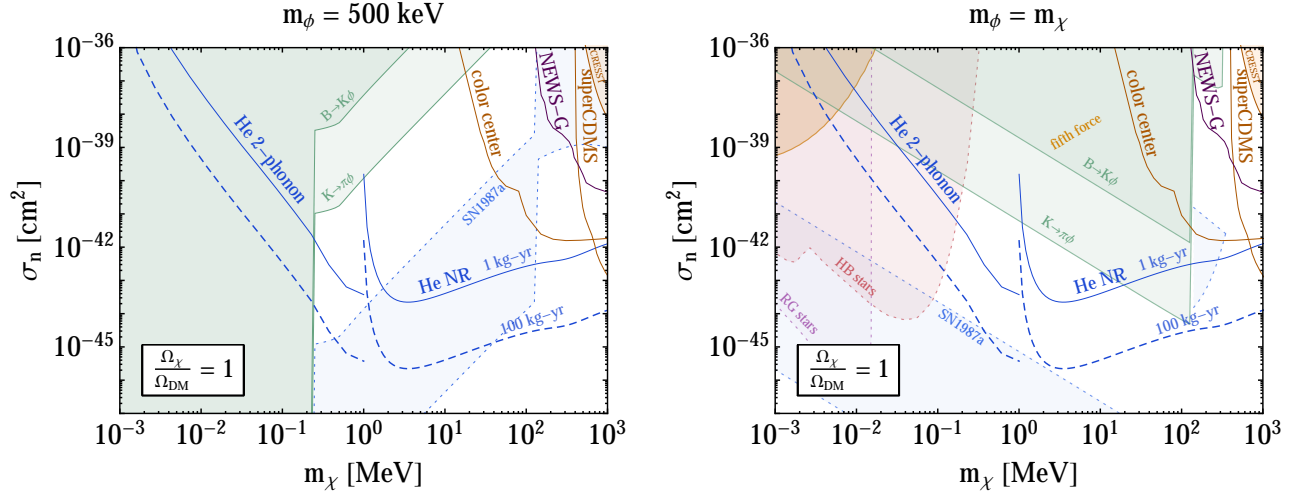 m_ϕ = 500 keV
10^−36
10^−39
10^−42
10^−45
σ_n [cm^2]
B→Kϕ
K→πϕ
He 2−phonon
color center
NEWS−G
superCDMS
CRESST
SN1987a
He NR
1 kg−yr
100 kg−yr
Ω_χ / Ω_DM = 1
10^−3 10^−2 10^−1 10^0 10^1 10^2 10^3
m_χ [MeV]
m_ϕ = m_χ
10^−36
10^−39
10^−42
10^−45
σ_n [cm^2]
He 2−phonon
color center
NEWS−G
superCDMS
CRESST
fifth force
B→Kϕ
K→πϕ
HB stars
RG stars
SN1987a
He NR
1 kg−yr
100 kg−yr
Ω_χ / Ω_DM = 1
10^−3 10^−2 10^−1 10^0 10^1 10^2 10^3
m_χ [MeV]